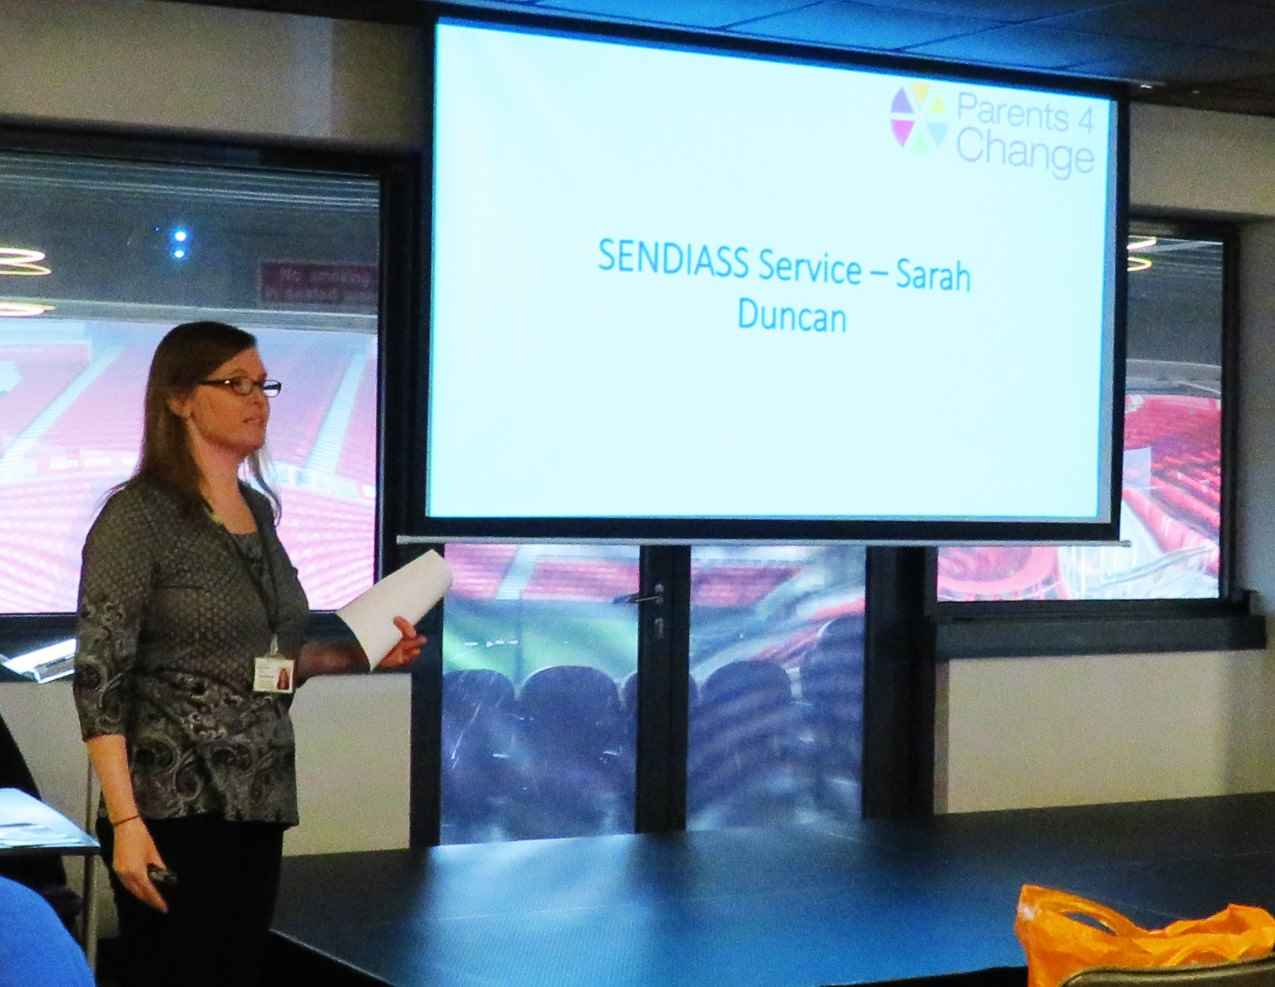 Parents 4
Change
SENDIASS Service – Sarah
Duncan
No smoking